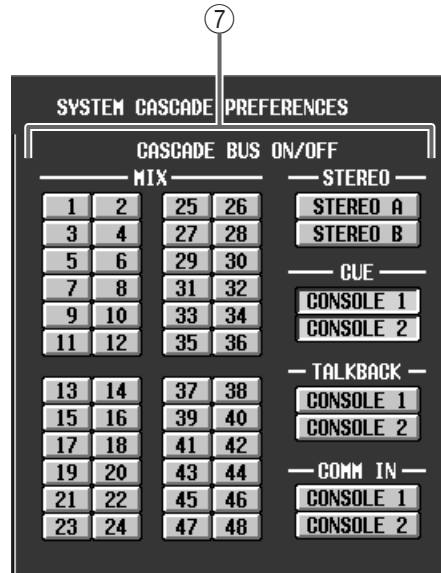 ⑦
SYSTEM CASCADE PREFERENCES
CASCADE BUS ON/OFF
MIX
1 2 25 26
3 4 27 28
5 6 29 30
7 8 31 32
9 10 33 34
11 12 35 36
13 14 37 38
15 16 39 40
17 18 41 42
19 20 43 44
21 22 45 46
23 24 47 48
STEREO
STEREO A
STEREO B
CUE
CONSOLE 1
CONSOLE 2
TALKBACK
CONSOLE 1
CONSOLE 2
COMM IN
CONSOLE 1
CONSOLE 2